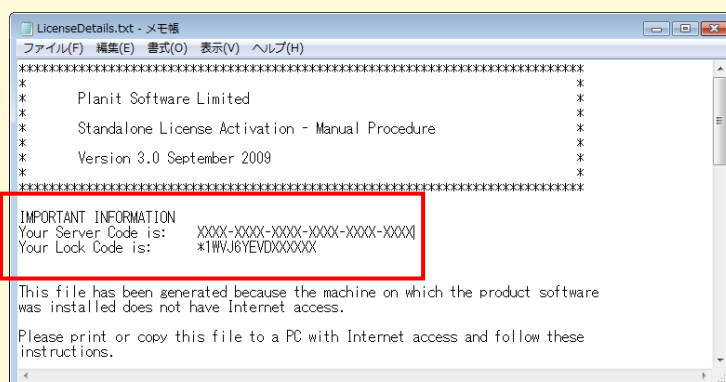 LicenseDetails.txt - メモ帳
ファイル(F) 編集(E) 書式(O) 表示(V) ヘルプ(H)
******************************************************************************
* *
* Planit Software Limited *
* *
* Standalone License Activation - Manual Procedure *
* *
* Version 3.0 September 2009 *
* *
******************************************************************************
IMPORTANT INFORMATION
Your Server Code is: XXXX-XXXX-XXXX-XXXX-XXXX-XXXX
Your Lock Code is: *1WVJ6YEVDXXXXXX
This file has been generated because the machine on which the product software
was installed does not have Internet access.
Please print or copy this file to a PC with Internet access and follow these
instructions.